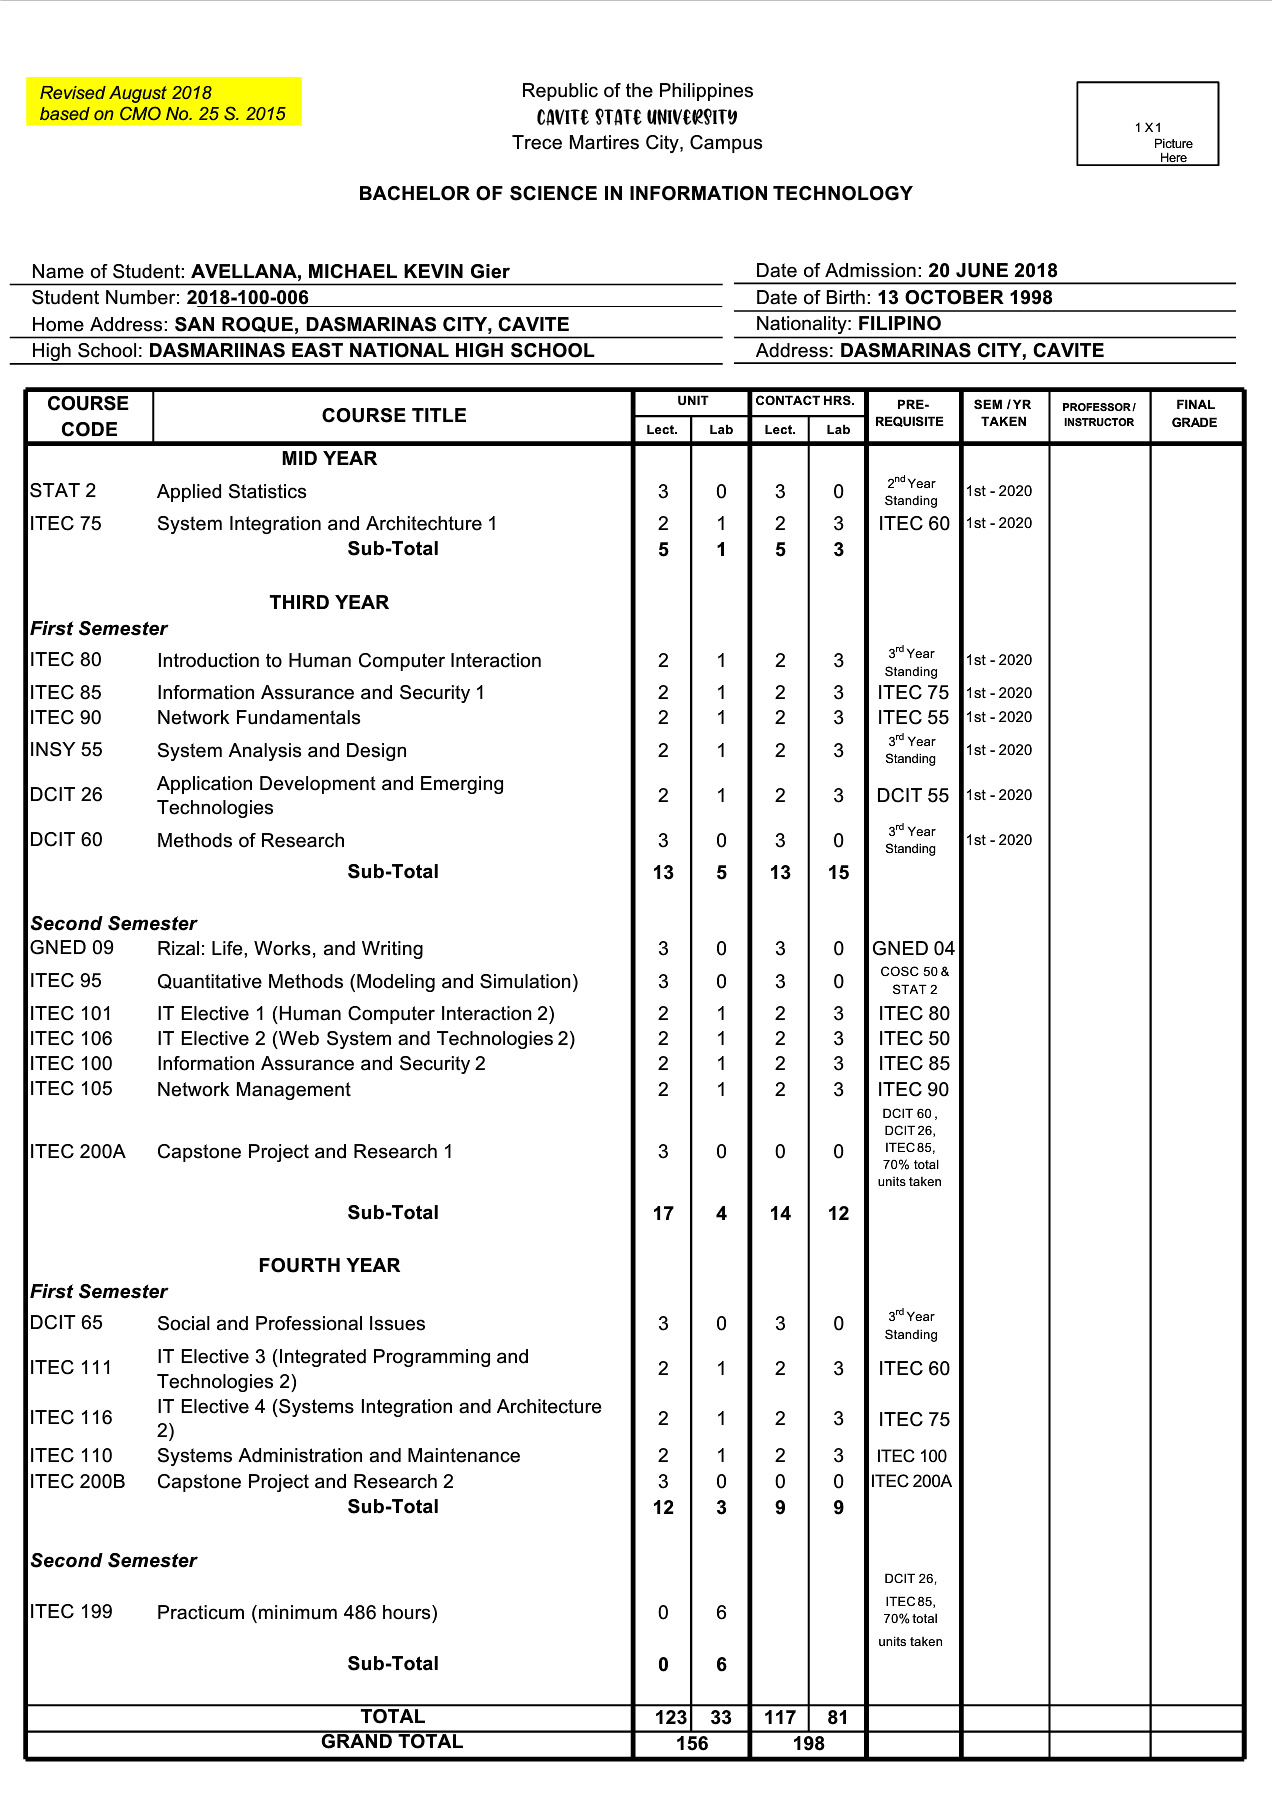 Revised August 2018
based on CMO No. 25 S. 2015
Republic of the Philippines
CAVITE STATE UNIVERSITY
Trece Martires City, Campus
1 X 1
Picture
Here
BACHELOR OF SCIENCE IN INFORMATION TECHNOLOGY
Name of Student: AVELLANA, MICHAEL KEVIN Gier
Date of Admission: 20 JUNE 2018
Student Number: 2018-100-006
Date of Birth: 13 OCTOBER 1998
Home Address: SAN ROQUE, DASMARINAS CITY, CAVITE
Nationality: FILIPINO
High School: DASMARIINAS EAST NATIONAL HIGH SCHOOL
Address: DASMARINAS CITY, CAVITE
COURSE CODE COURSE TITLE UNIT CONTACT HRS. PRE-REQUISITE SEM / YR TAKEN PROFESSOR / INSTRUCTOR FINAL GRADE
Lect. Lab Lect. Lab
MID YEAR
STAT 2 Applied Statistics 3 0 3 0 2nd Year Standing 1st - 2020
ITEC 75 System Integration and Architechture 1 2 1 2 3 ITEC 60 1st - 2020
Sub-Total 5 1 5 3
THIRD YEAR
First Semester
ITEC 80 Introduction to Human Computer Interaction 2 1 2 3 3rd Year Standing 1st - 2020
ITEC 85 Information Assurance and Security 1 2 1 2 3 ITEC 75 1st - 2020
ITEC 90 Network Fundamentals 2 1 2 3 ITEC 55 1st - 2020
INSY 55 System Analysis and Design 2 1 2 3 3rd Year Standing 1st - 2020
DCIT 26 Application Development and Emerging Technologies 2 1 2 3 DCIT 55 1st - 2020
DCIT 60 Methods of Research 3 0 3 0 3rd Year Standing 1st - 2020
Sub-Total 13 5 13 15
Second Semester
GNED 09 Rizal: Life, Works, and Writing 3 0 3 0 GNED 04
ITEC 95 Quantitative Methods (Modeling and Simulation) 3 0 3 0 COSC 50 & STAT 2
ITEC 101 IT Elective 1 (Human Computer Interaction 2) 2 1 2 3 ITEC 80
ITEC 106 IT Elective 2 (Web System and Technologies 2) 2 1 2 3 ITEC 50
ITEC 100 Information Assurance and Security 2 2 1 2 3 ITEC 85
ITEC 105 Network Management 2 1 2 3 ITEC 90
ITEC 200A Capstone Project and Research 1 3 0 0 0 DCIT 60, DCIT 26, ITEC 85, 70% total units taken
Sub-Total 17 4 14 12
FOURTH YEAR
First Semester
DCIT 65 Social and Professional Issues 3 0 3 0 3rd Year Standing
ITEC 111 IT Elective 3 (Integrated Programming and Technologies 2) 2 1 2 3 ITEC 60
ITEC 116 IT Elective 4 (Systems Integration and Architecture 2) 2 1 2 3 ITEC 75
ITEC 110 Systems Administration and Maintenance 2 1 2 3 ITEC 100
ITEC 200B Capstone Project and Research 2 3 0 0 0 ITEC 200A
Sub-Total 12 3 9 9
Second Semester
ITEC 199 Practicum (minimum 486 hours) 0 6 DCIT 26, ITEC 85, 70% total units taken
Sub-Total 0 6
TOTAL 123 33 117 81
GRAND TOTAL 156 198